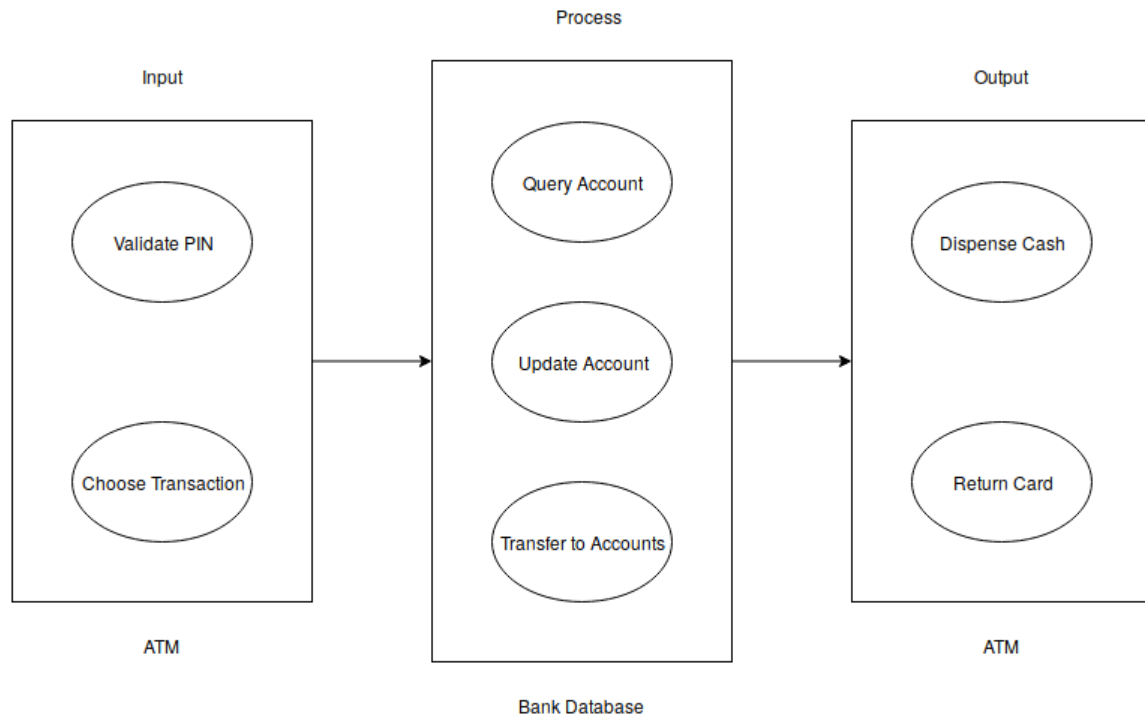 Process
Input
Output
Query Account
Validate PIN
Dispense Cash
Update Account
Choose Transaction
Return Card
Transfer to Accounts
ATM
ATM
Bank Database